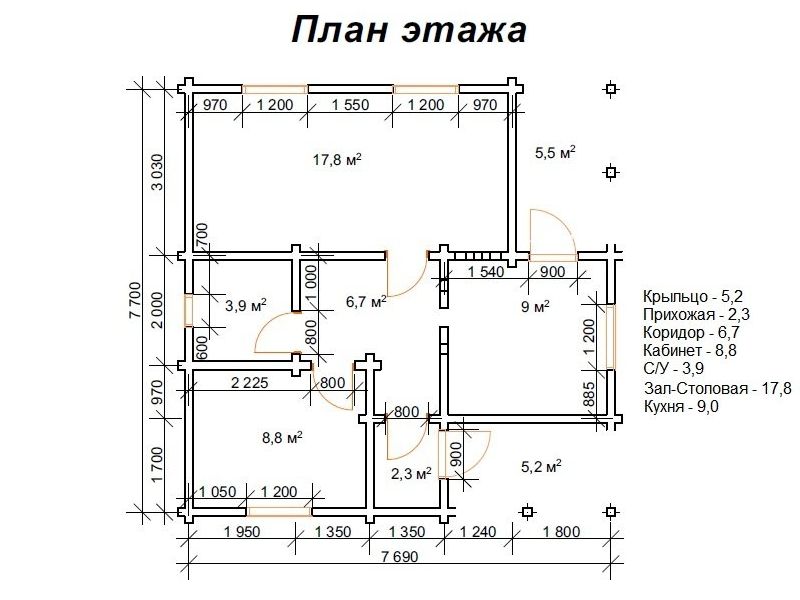 План этажа
970 1 200 1 550 1 200 970
17,8 м²
5,5 м²
3 030
700
1 540 900
1 000
3,9 м²
6,7 м²
9 м²
7 700
2 000
600
800
1 200
Крыльцо - 5,2
Прихожая - 2,3
Коридор - 6,7
Кабинет - 8,8
С/У - 3,9
Зал-Столовая - 17,8
Кухня - 9,0
2 225 800
970
885
800
8,8 м²
900
2,3 м²
5,2 м²
1 700
1 050 1 200
1 950 1 350 1 350 1 240 1 800
7 690